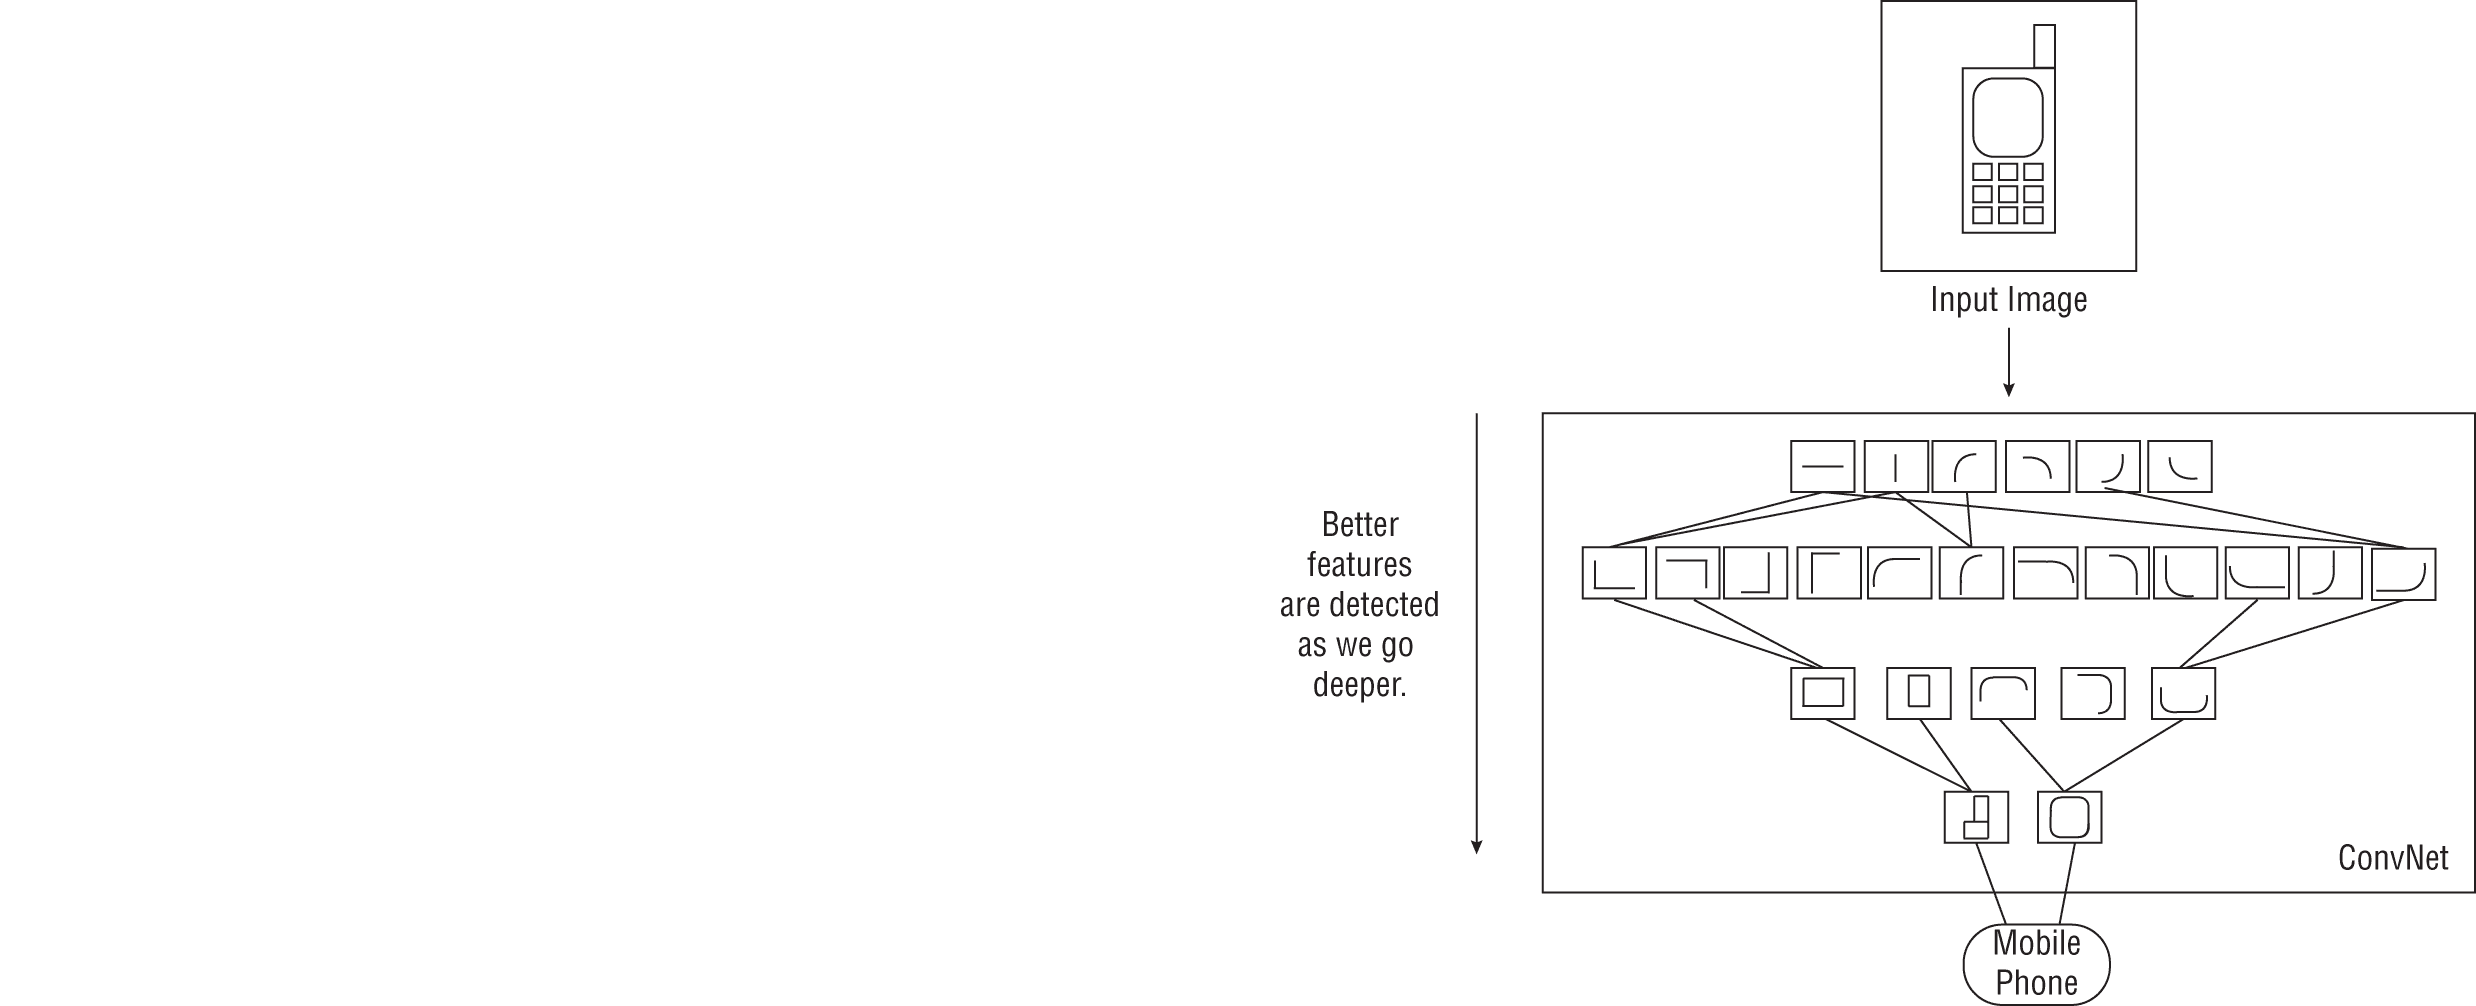 Input Image
Better
features
are detected
as we go
deeper.
ConvNet
Mobile
Phone